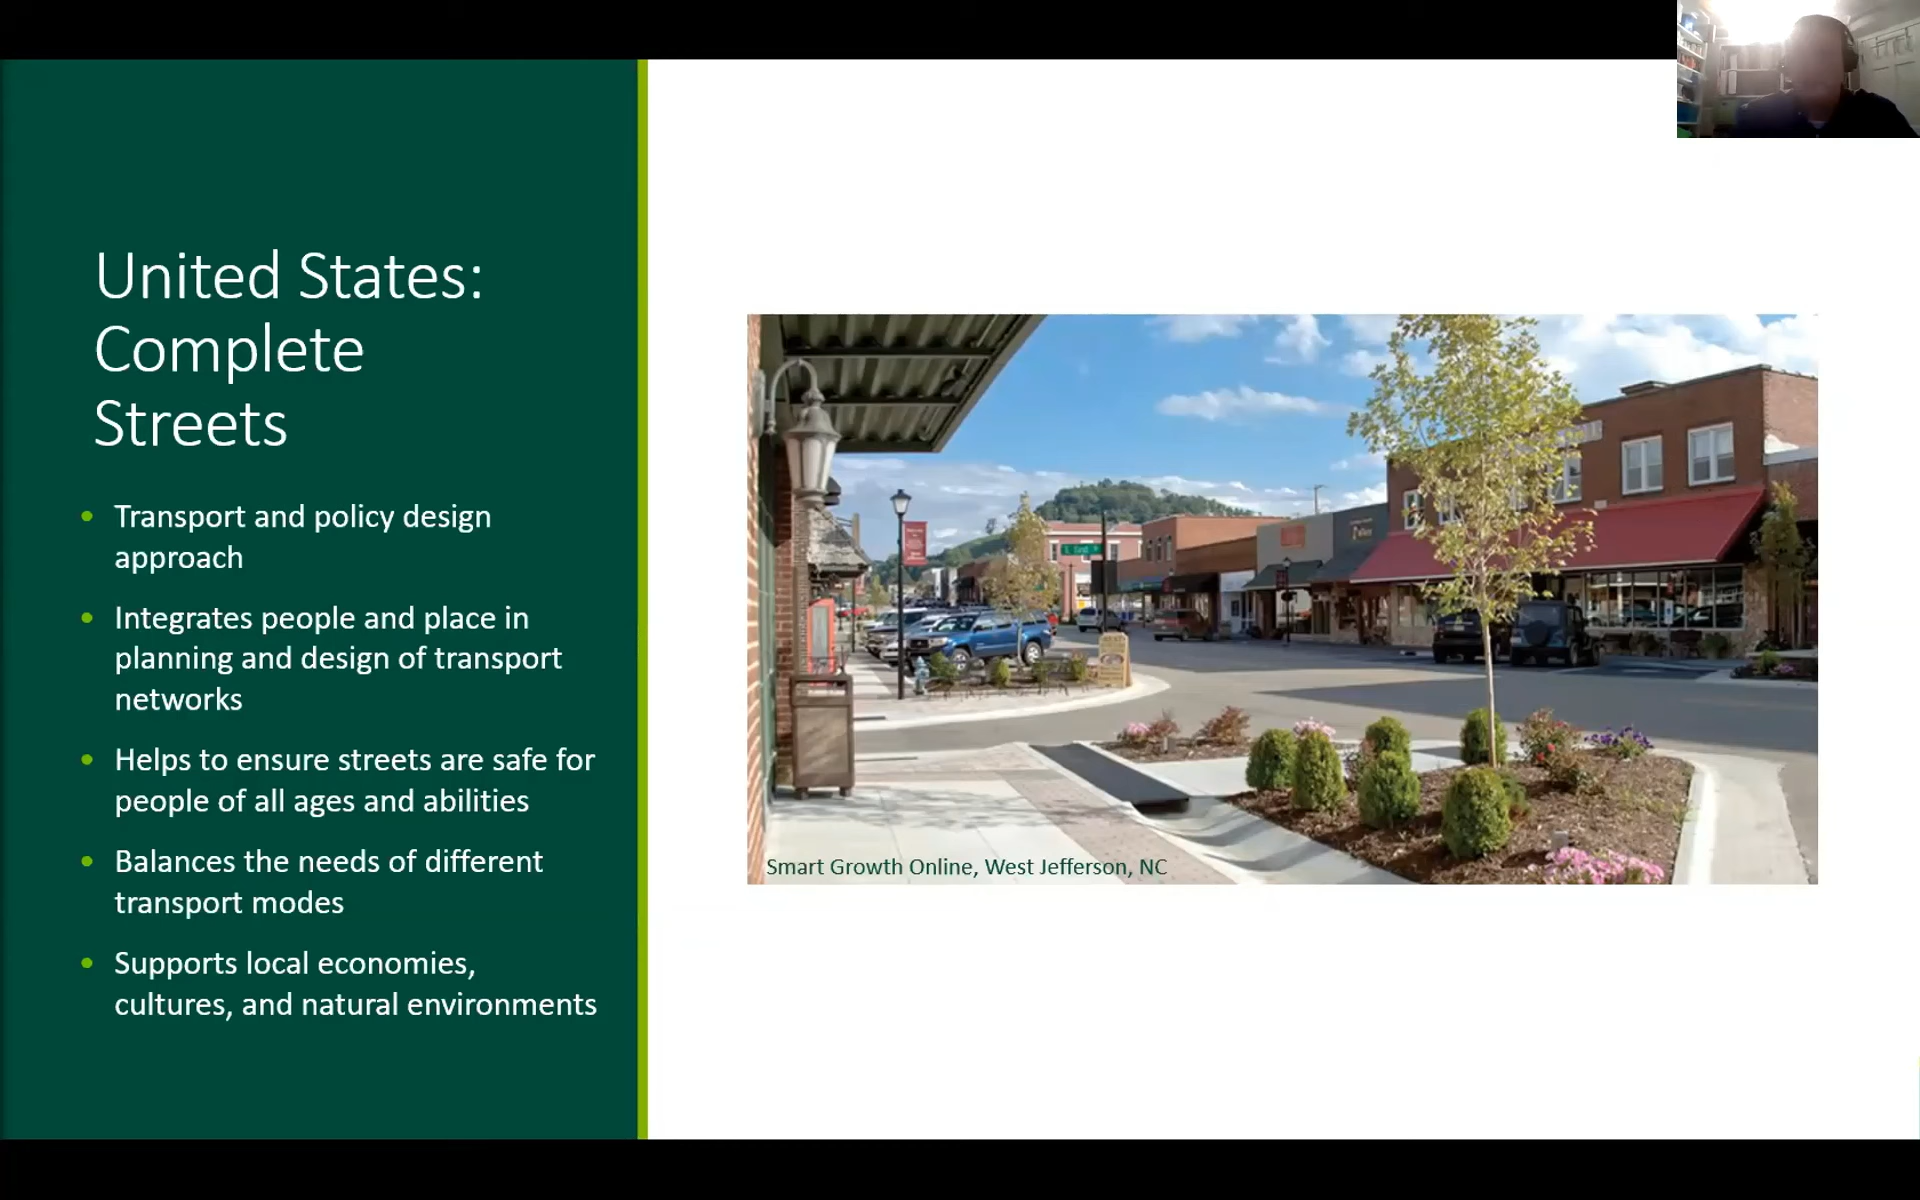 United States:
Complete
Streets
• Transport and policy design
approach
• Integrates people and place in
planning and design of transport
networks
• Helps to ensure streets are safe for
people of all ages and abilities
• Balances the needs of different
transport modes
• Supports local economies,
cultures, and natural environments
Smart Growth Online, West Jefferson, NC